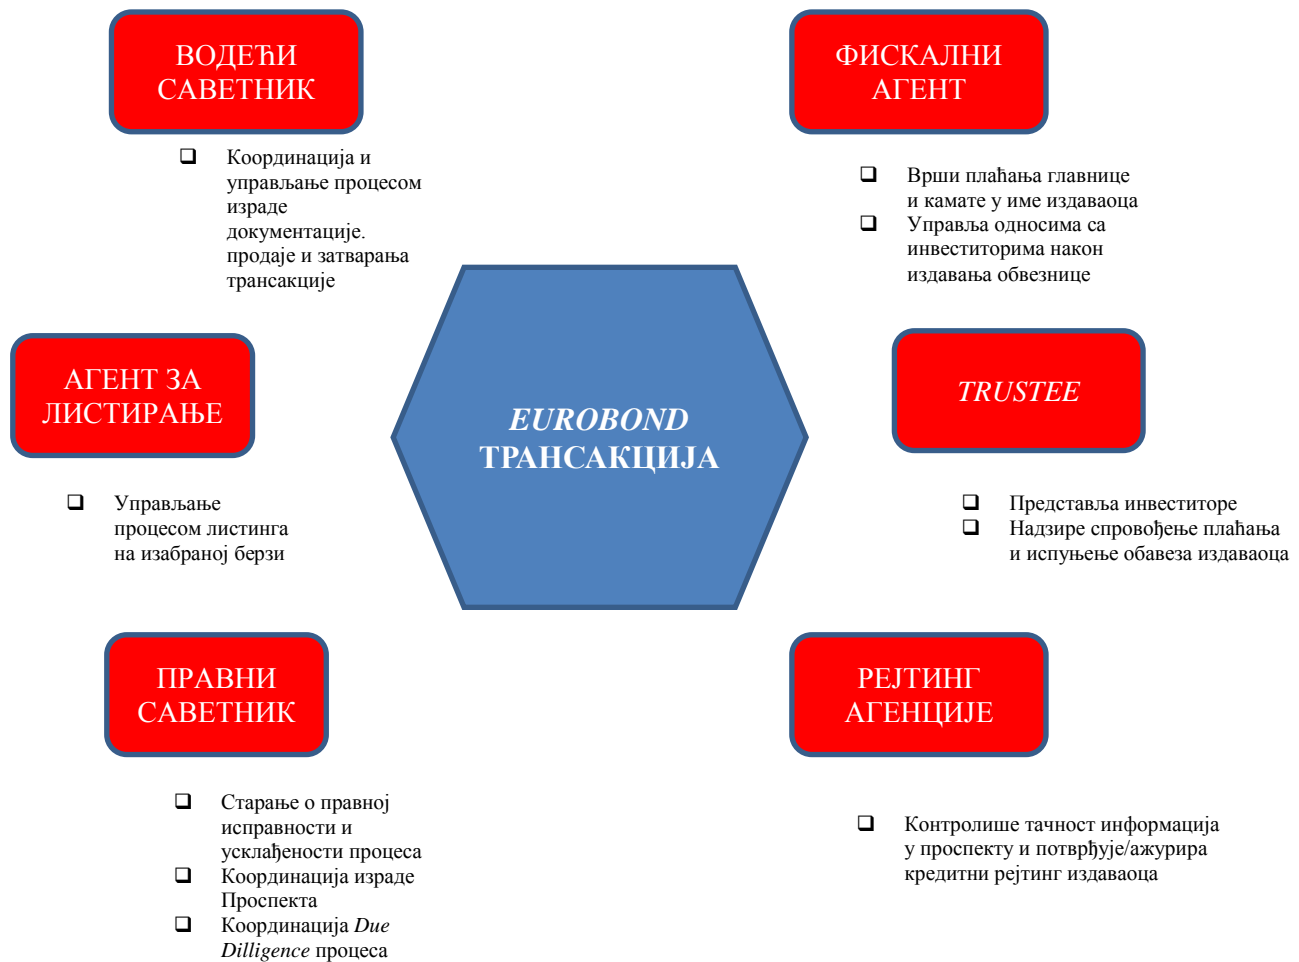 ВОДЕЋИ
САВЕТНИК
Координација и
управљање процесом
израде
документације.
продаје и затварања
трансакције
ФИСКАЛНИ
АГЕНТ
Врши плаћања главнице
и камате у име издаваоца
Управља односима са
инвеститорима након
издавања обвезнице
АГЕНТ ЗА
ЛИСТИРАЊЕ
Управљање
процесом листинга
на изабраној берзи
EUROBOND
ТРАНСАКЦИЈА
TRUSTEE
Представља инвеститоре
Надзире спровођење плаћања
и испуњење обавеза издаваоца
ПРАВНИ
САВЕТНИК
Старање о правној
исправности и
усклађености процеса
Координација израде
Проспекта
Координација Due
Dilligence процеса
РЕЈТИНГ
АГЕНЦИЈЕ
Контролише тачност информација
у проспекту и потврђује/ажурира
кредитни рејтинг издаваоца